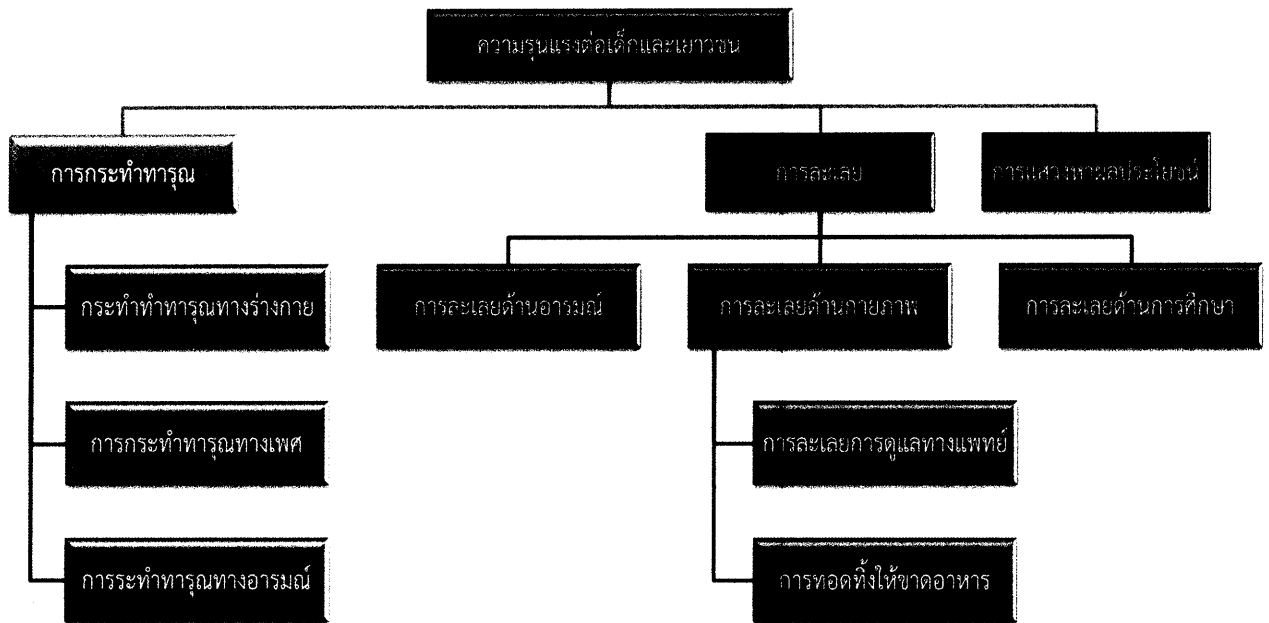 ความรุนแรงต่อเด็กและเยาวชน
การกระทำทารุณ
การละเลย
การแสวงหาผลประโยชน์
กระทำทำทารุณทางร่างกาย
การละเลยด้านอารมณ์
การละเลยด้านกายภาพ
การละเลยด้านการศึกษา
การกระทำทารุณทางเพศ
การละเลยการดูแลทางแพทย์
การระทำทารุณทางอารมณ์
การทอดทิ้งให้ขาดอาหาร